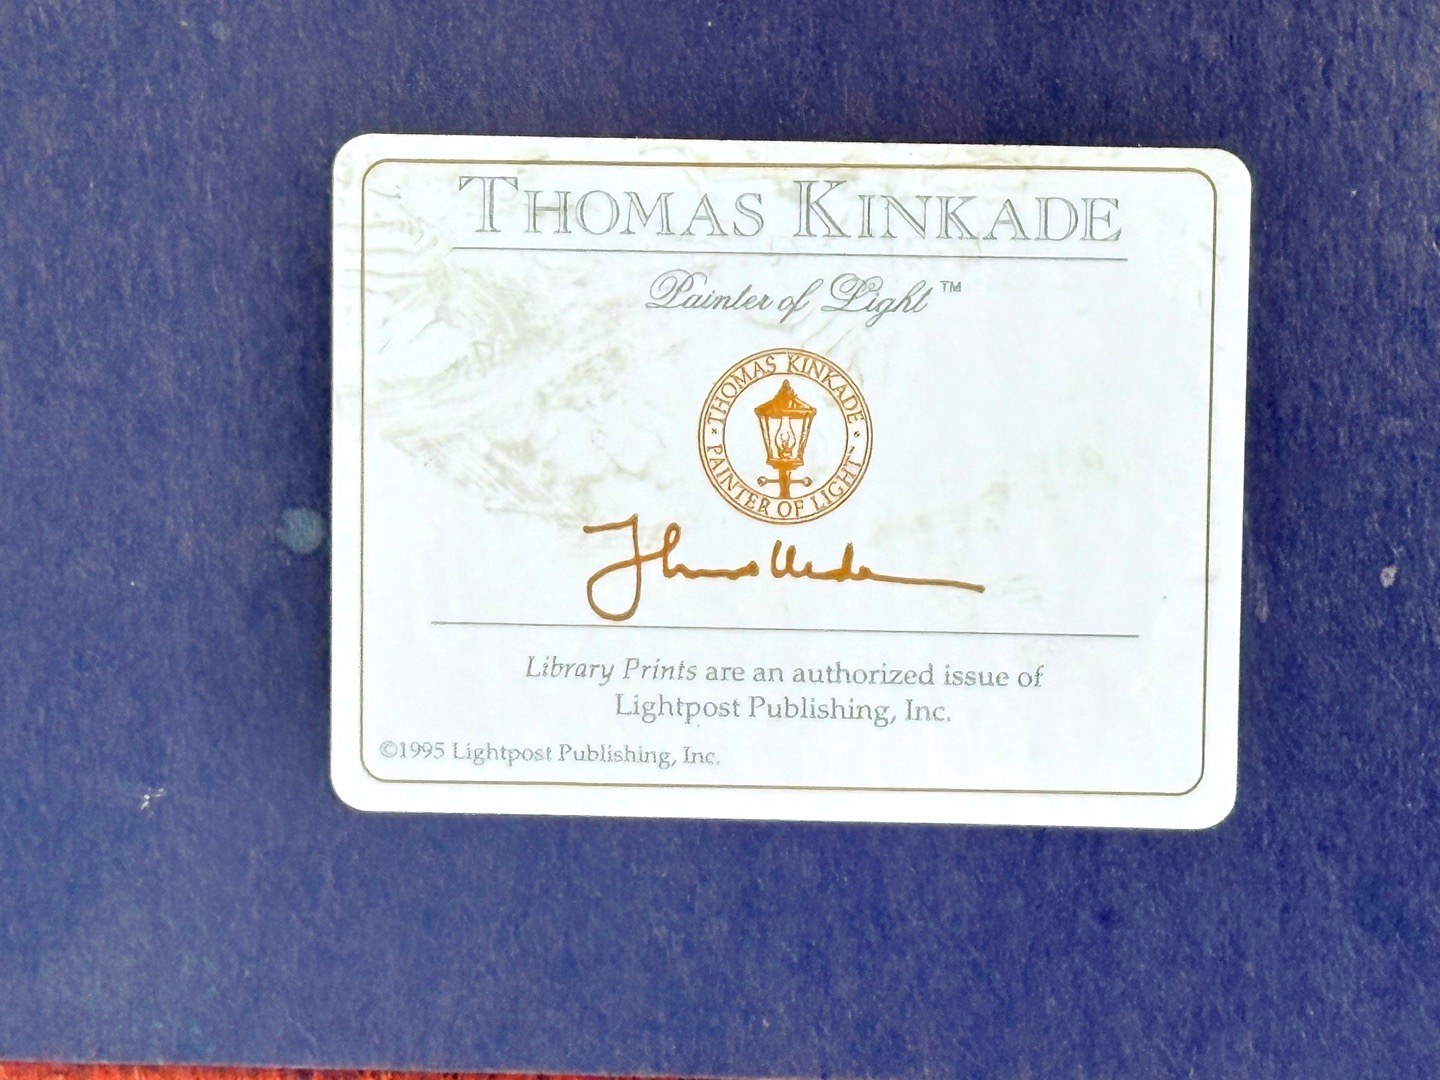 THOMAS KINKADE
Painter of Light™
THOMAS KINKADE
PAINTER OF LIGHT™
Library Prints are an authorized issue of
Lightpost Publishing, Inc.
©1995 Lightpost Publishing, Inc.